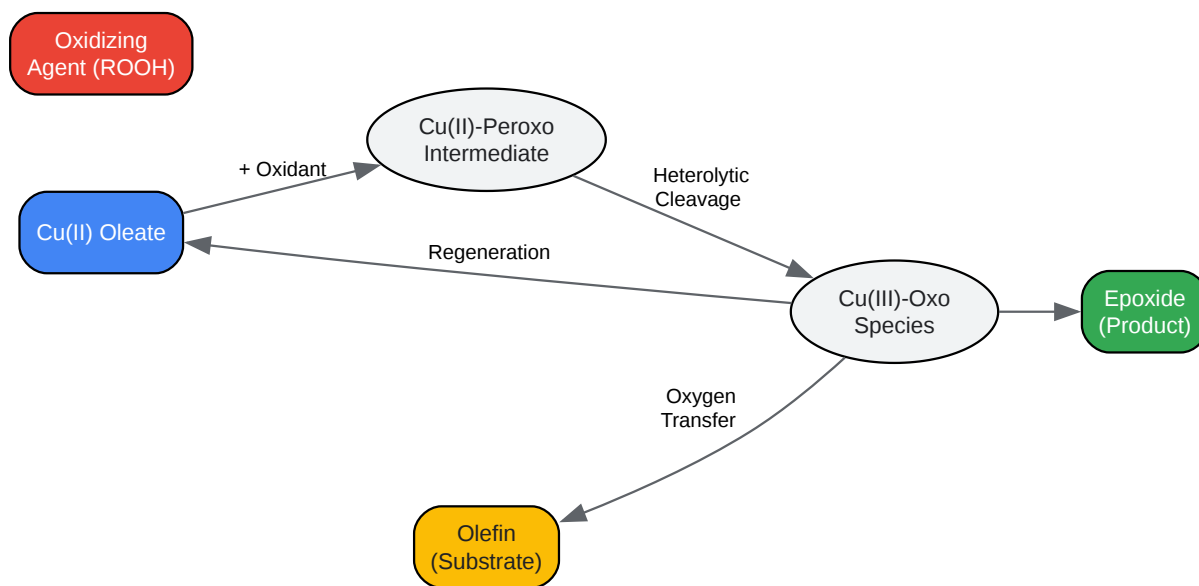 Oxidizing
Agent (ROOH)
Cu(II)-Peroxo
Intermediate
+ Oxidant
Heterolytic
Cleavage
Cu(II) Oleate
Regeneration
Cu(III)-Oxo
Species
Epoxide
(Product)
Oxygen
Transfer
Olefin
(Substrate)